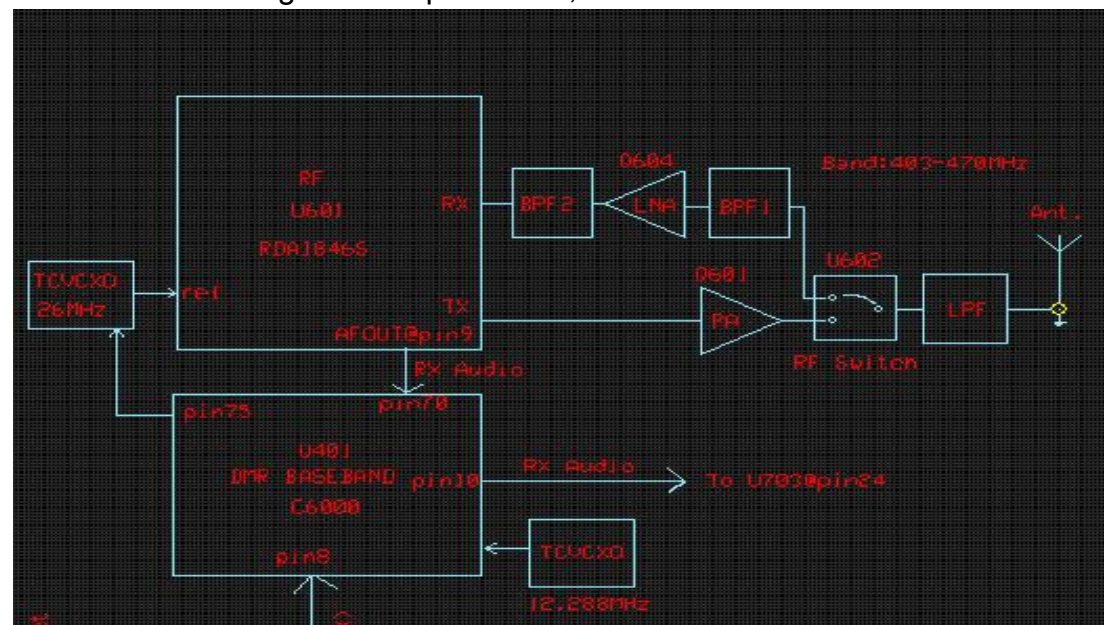 Band:403-470MHz
Ant.
Q604
LNA
BPF2
BPF1
RF
U601
RDA1846S
RX
TX
AFOUT@pin9
TCVCXO
26MHz
ref
Q601
PA
U602
LPF
RF Switch
RX Audio
pin75
pin70
U401
DMR BASEBAND
C6000
pin10
pin8
RX Audio
To U703@pin24
TCVCXO
12.288MHz